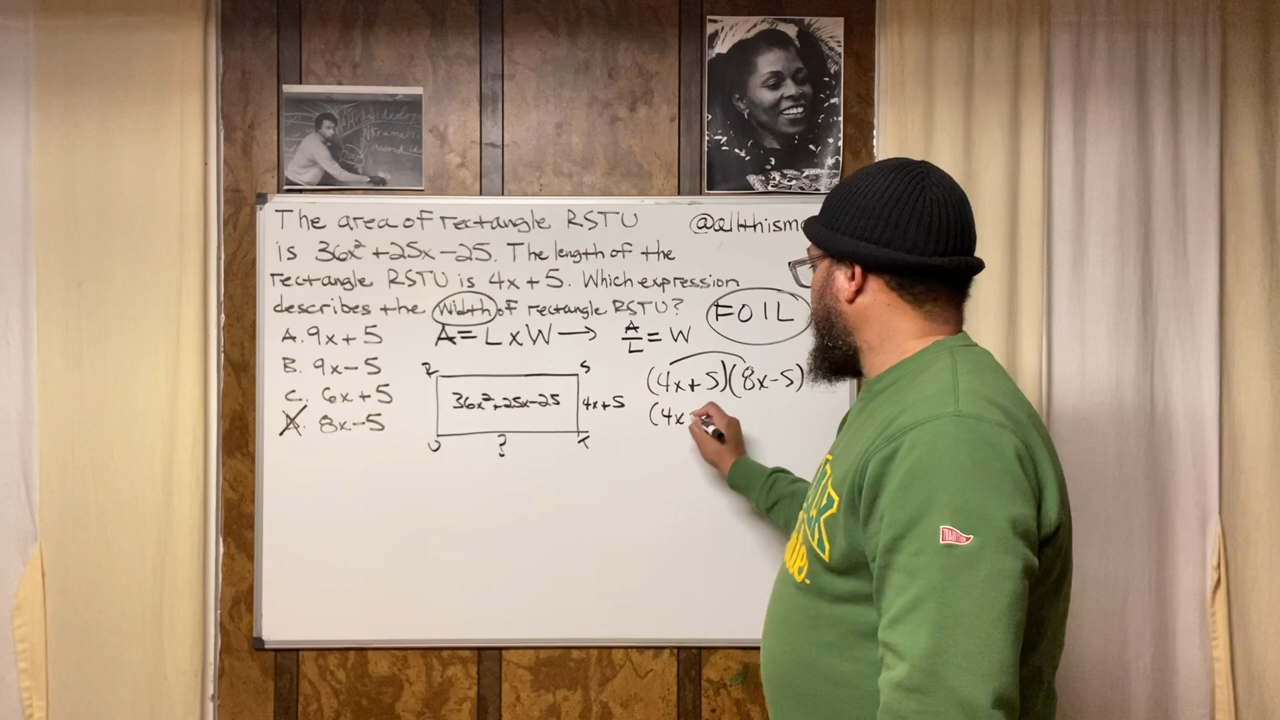 The area of rectangle RSTU
@allthisma
is 36x² +25x -25. The length of the
rectangle RSTU is 4x + 5. Which expression
describes the width of rectangle RSTU?
FOIL
A. 9x + 5
A = L x W → A/L = W
B. 9x - 5
R S
(4x + 5)(8x - 5)
C. 6x + 5
36x²+25x-25
4x+5
(4x
X. 8x - 5
U ? T
TRADITION